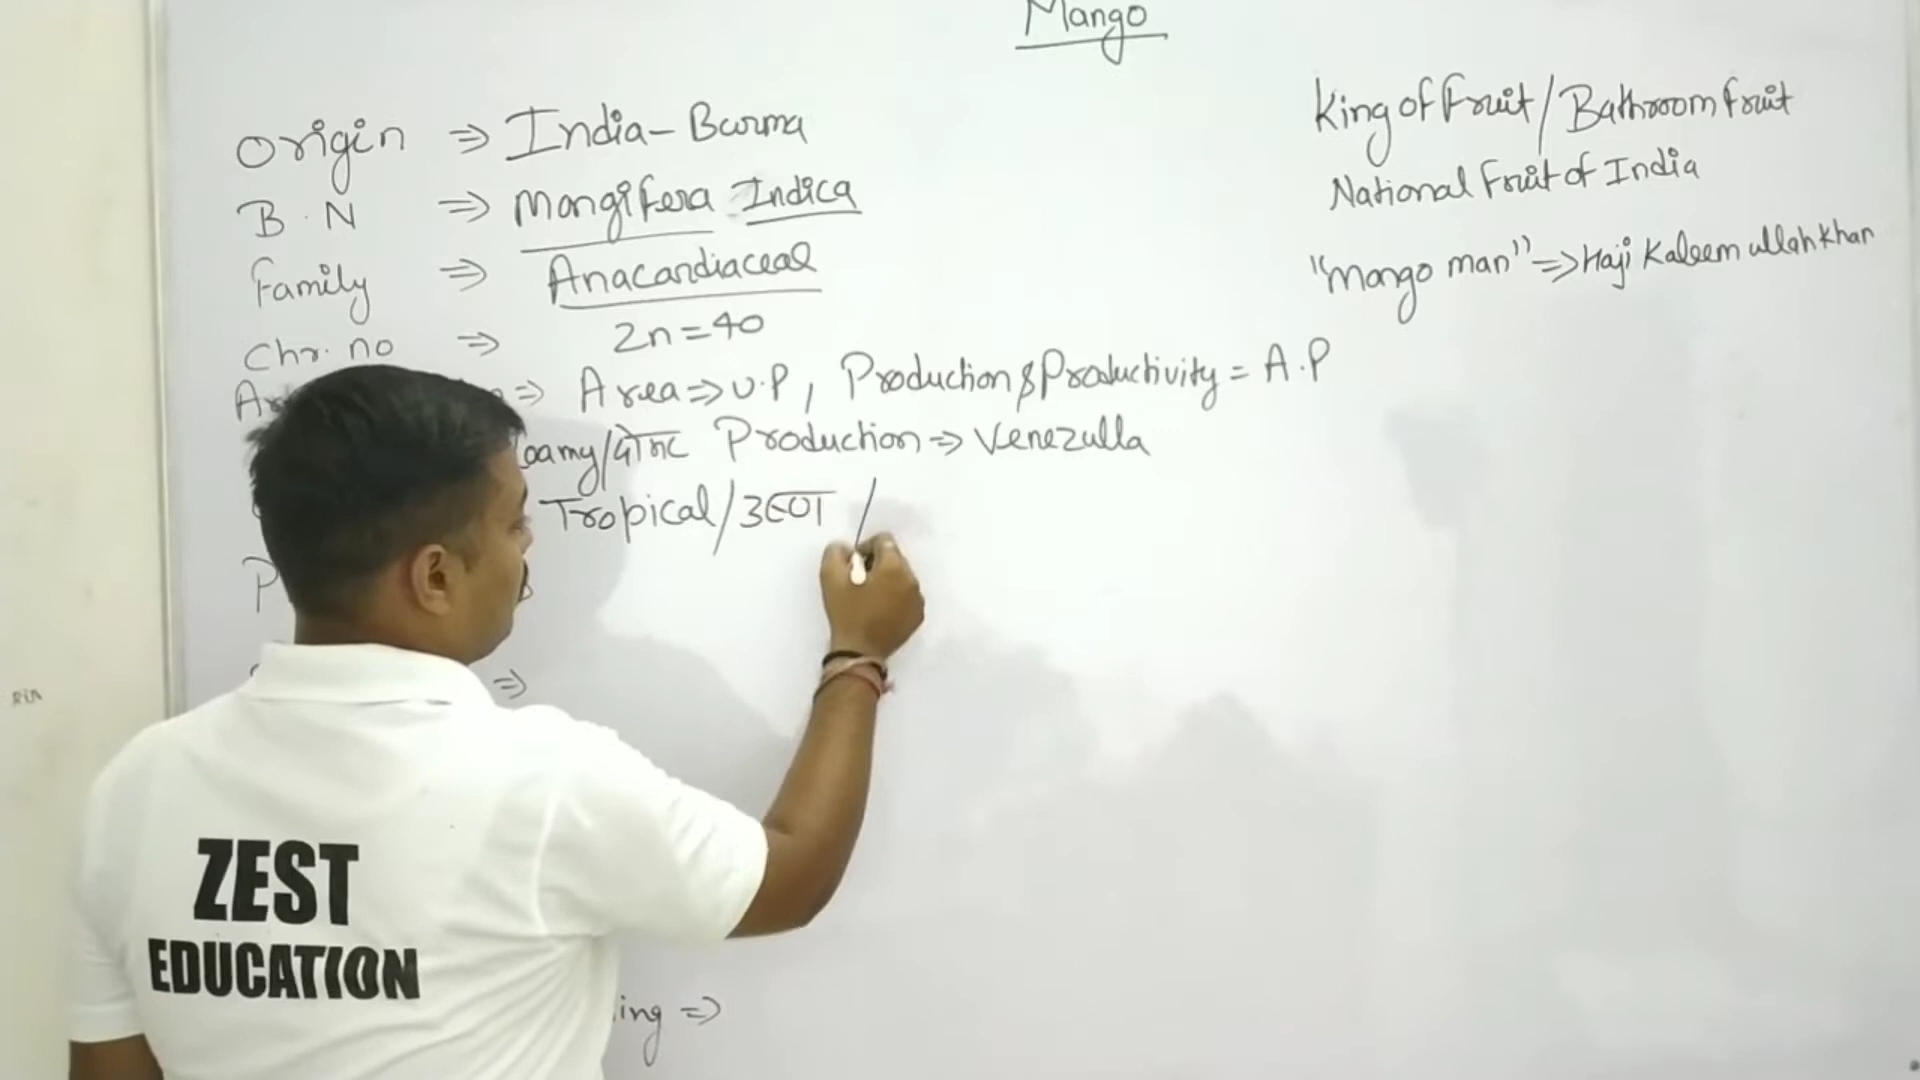 Mango
Origin ⇒ India-Burma
B.N ⇒ Mangifera Indica
Family ⇒ Anacardiaceae
Chr. no ⇒ 2n=40
⇒ Area ⇒ U.P, Production & Productivity = A.P
Loamy/दोमट Production ⇒ Venezulla
Tropical/उष्ण /
⇒
ing ⇒
King of Fruit / Bathroom fruit
National Fruit of India
"Mango man" ⇒ Haji Kaleem ullah khan
ZEST
EDUCATION